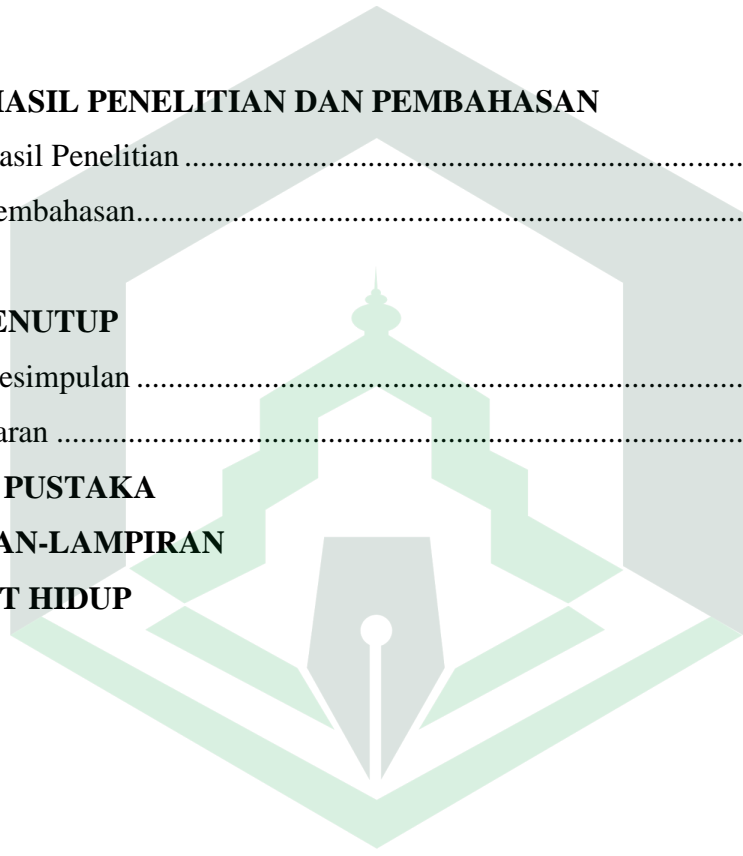 HASIL PENELITIAN DAN PEMBAHASAN
asil Penelitian ........................................................................
embahasan...............................................................................
ENUTUP
esimpulan ...............................................................................
aran ...........................................................................................
PUSTAKA
AN-LAMPIRAN
T HIDUP